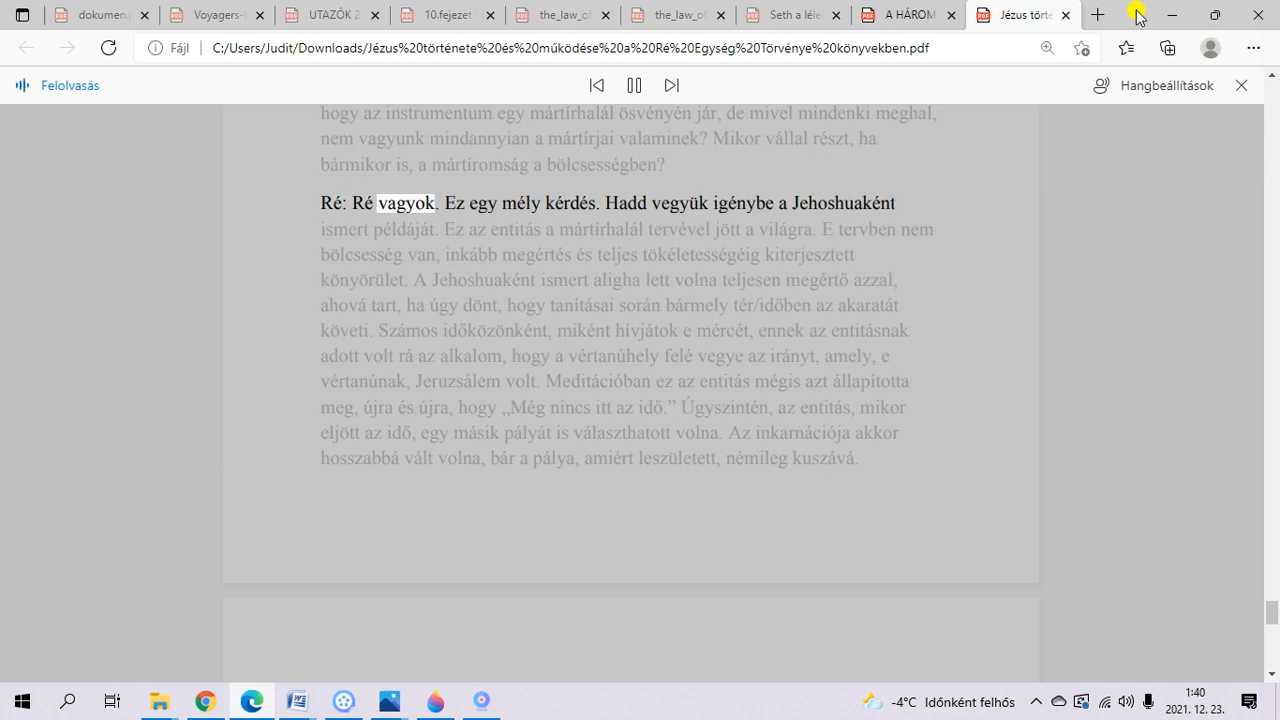 dokumen
Voyagers-I
UTAZÓK 2
10.fejezet
the_law_of
the_law_of
Seth a léle
A HÁROM
Jézus törté
Fájl
C:/Users/Judit/Downloads/Jézus%20története%20és%20működése%20a%20Ré%20Egység%20Törvénye%20könyvekben.pdf
Felolvasás
Hangbeállítások
hogy az instrumentum egy mártírhalál ösvényén jár, de mivel mindenki meghal,
nem vagyunk mindannyian a mártírjai valaminek? Mikor vállal részt, ha
bármikor is, a mártíromság a bölcsességben?
Ré: Ré vagyok. Ez egy mély kérdés. Hadd vegyük igénybe a Jehoshuaként
ismert példáját. Ez az entitás a mártírhalál tervével jött a világra. E tervben nem
bölcsesség van, inkább megértés és teljes tökéletességéig kiterjesztett
könyörület. A Jehoshuaként ismert aligha lett volna teljesen megértő azzal,
ahová tart, ha úgy dönt, hogy tanításai során bármely tér/időben az akaratát
követi. Számos időközönként, miként hívjátok e mércét, ennek az entitásnak
adott volt rá az alkalom, hogy a vértanúhely felé vegye az irányt, amely, e
vértanúnak, Jeruzsálem volt. Meditációban ez az entitás mégis azt állapította
meg, újra és újra, hogy „Még nincs itt az idő.” Úgyszintén, az entitás, mikor
eljött az idő, egy másik pályát is választhatott volna. Az inkarnációja akkor
hosszabbá vált volna, bár a pálya, amiért leszületett, némileg kuszává.
-4°C Időnként felhős
1:40
2021. 12. 23.